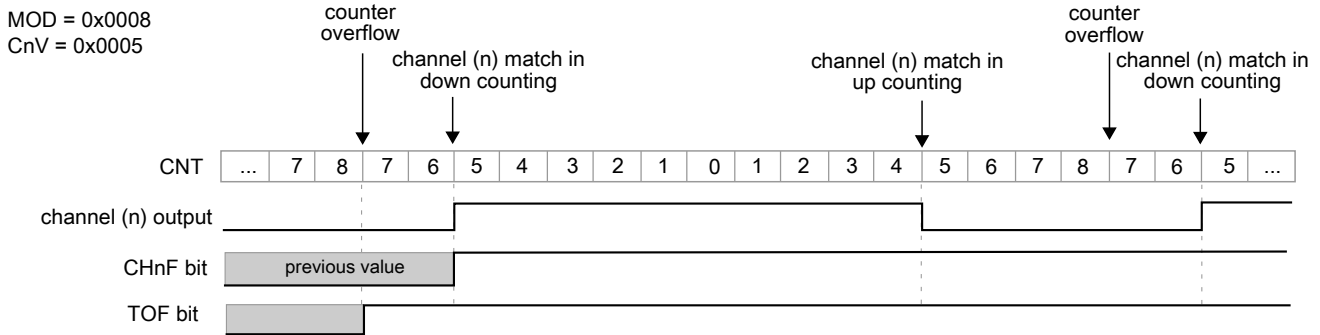 MOD = 0x0008
CnV = 0x0005
counter
overflow
channel (n) match in
down counting
channel (n) match in
up counting
counter
overflow
channel (n) match in
down counting
CNT ... 7 8 7 6 5 4 3 2 1 0 1 2 3 4 5 6 7 8 7 6 5 ...
channel (n) output
CHnF bit previous value
TOF bit